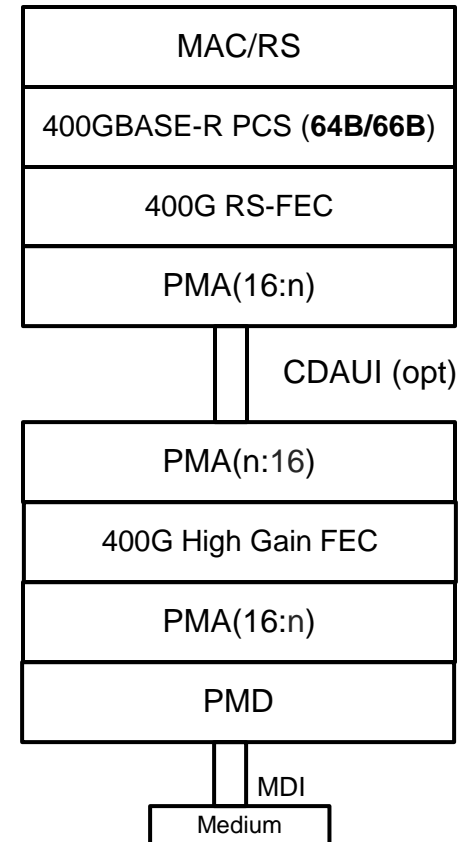 MAC/RS
400GBASE-R PCS (64B/66B)
400G RS-FEC
PMA(16:n)
CDAUI (opt)
PMA(n:16)
400G High Gain FEC
PMA(16:n)
PMD
MDI
Medium